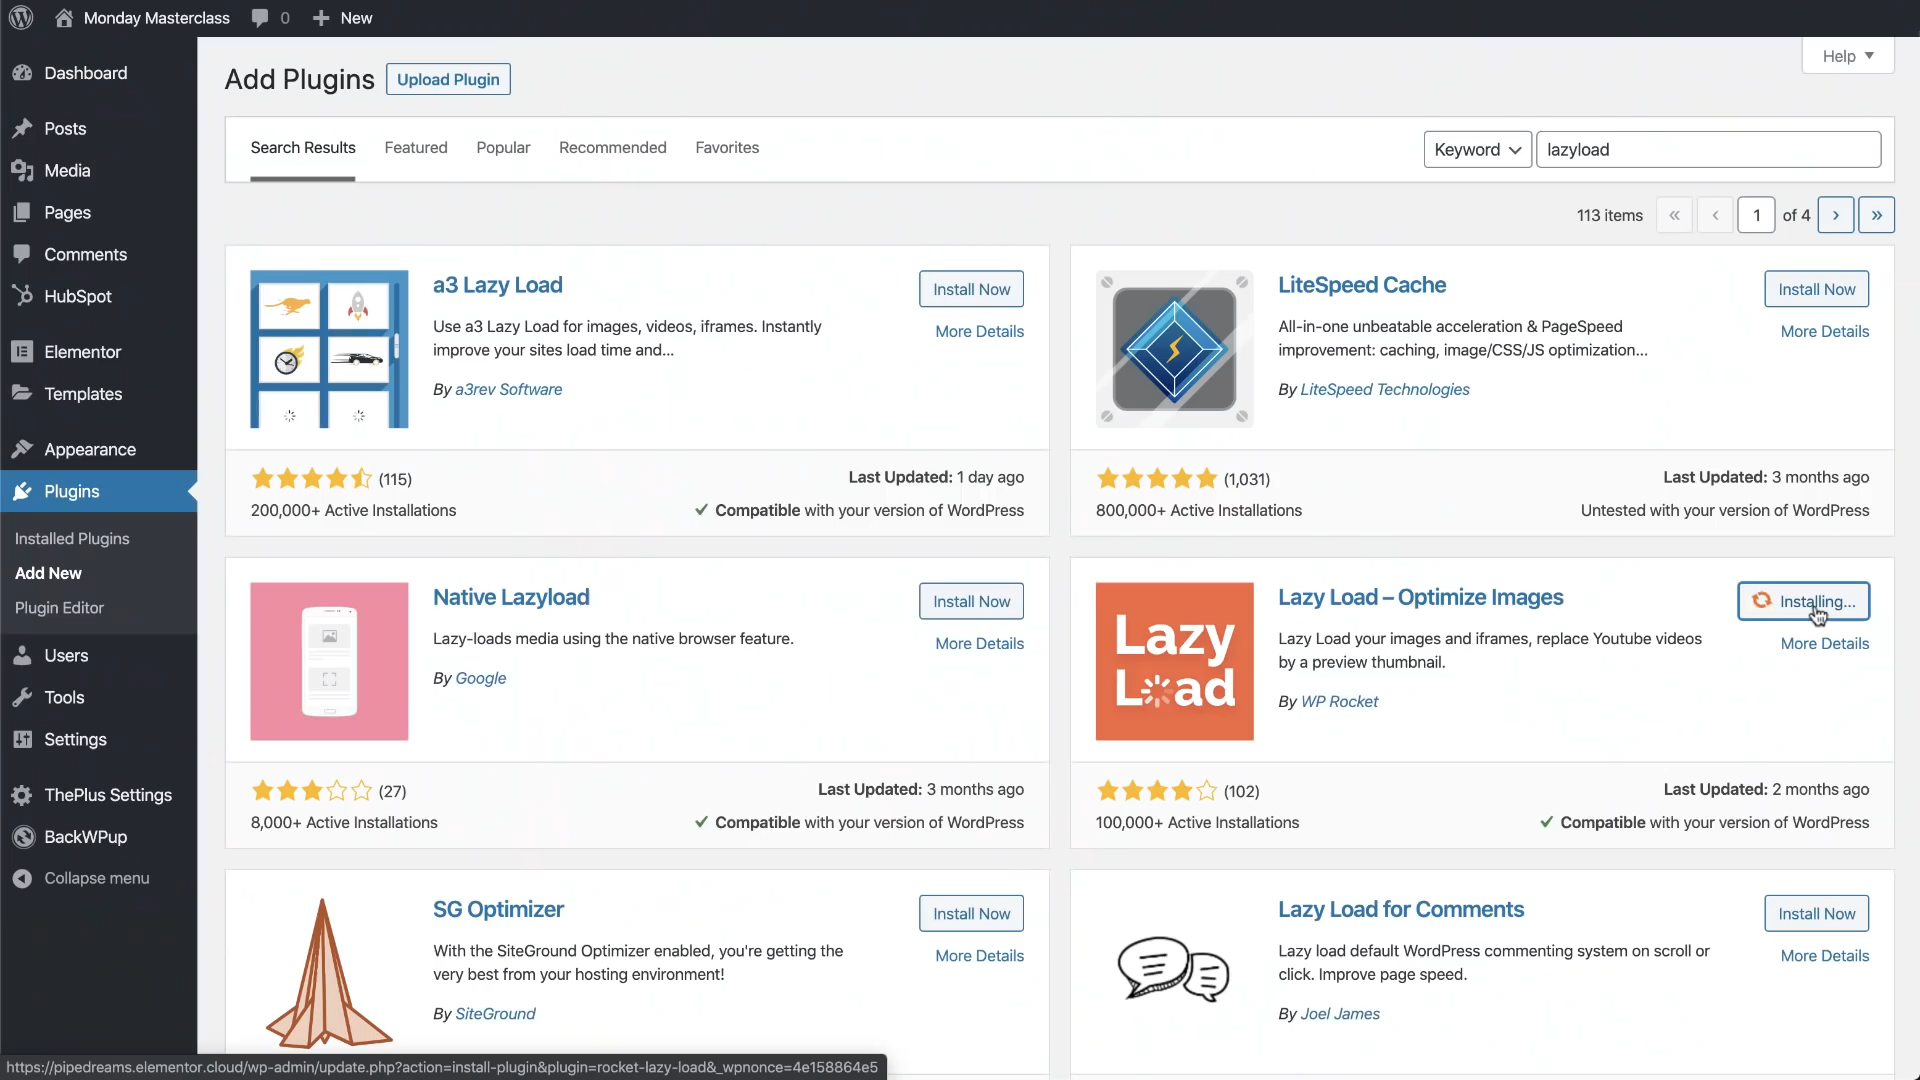 Monday Masterclass
0
New
Help
Dashboard
Posts
Media
Pages
Comments
HubSpot
Elementor
Templates
Appearance
Plugins
Installed Plugins
Add New
Plugin Editor
Users
Tools
Settings
ThePlus Settings
BackWPup
Collapse menu
Add Plugins
Upload Plugin
Search Results
Featured
Popular
Recommended
Favorites
Keyword
lazyload
113 items
«
‹
1
of 4
›
»
a3 Lazy Load
Install Now
More Details
Use a3 Lazy Load for images, videos, iframes. Instantly
improve your sites load time and...
By a3rev Software
(115)
Last Updated: 1 day ago
200,000+ Active Installations
Compatible with your version of WordPress
LiteSpeed Cache
Install Now
More Details
All-in-one unbeatable acceleration & PageSpeed
improvement: caching, image/CSS/JS optimization...
By LiteSpeed Technologies
(1,031)
Last Updated: 3 months ago
800,000+ Active Installations
Untested with your version of WordPress
Native Lazyload
Install Now
More Details
Lazy-loads media using the native browser feature.
By Google
(27)
Last Updated: 3 months ago
8,000+ Active Installations
Compatible with your version of WordPress
Lazy
Load
Lazy Load – Optimize Images
Installing...
More Details
Lazy Load your images and iframes, replace Youtube videos
by a preview thumbnail.
By WP Rocket
(102)
Last Updated: 2 months ago
100,000+ Active Installations
Compatible with your version of WordPress
SG Optimizer
Install Now
More Details
With the SiteGround Optimizer enabled, you're getting the
very best from your hosting environment!
By SiteGround
Lazy Load for Comments
Install Now
More Details
Lazy load default WordPress commenting system on scroll or
click. Improve page speed.
By Joel James
https://pipedreams.elementor.cloud/wp-admin/update.php?action=install-plugin&plugin=rocket-lazy-load&_wpnonce=4e158864e5